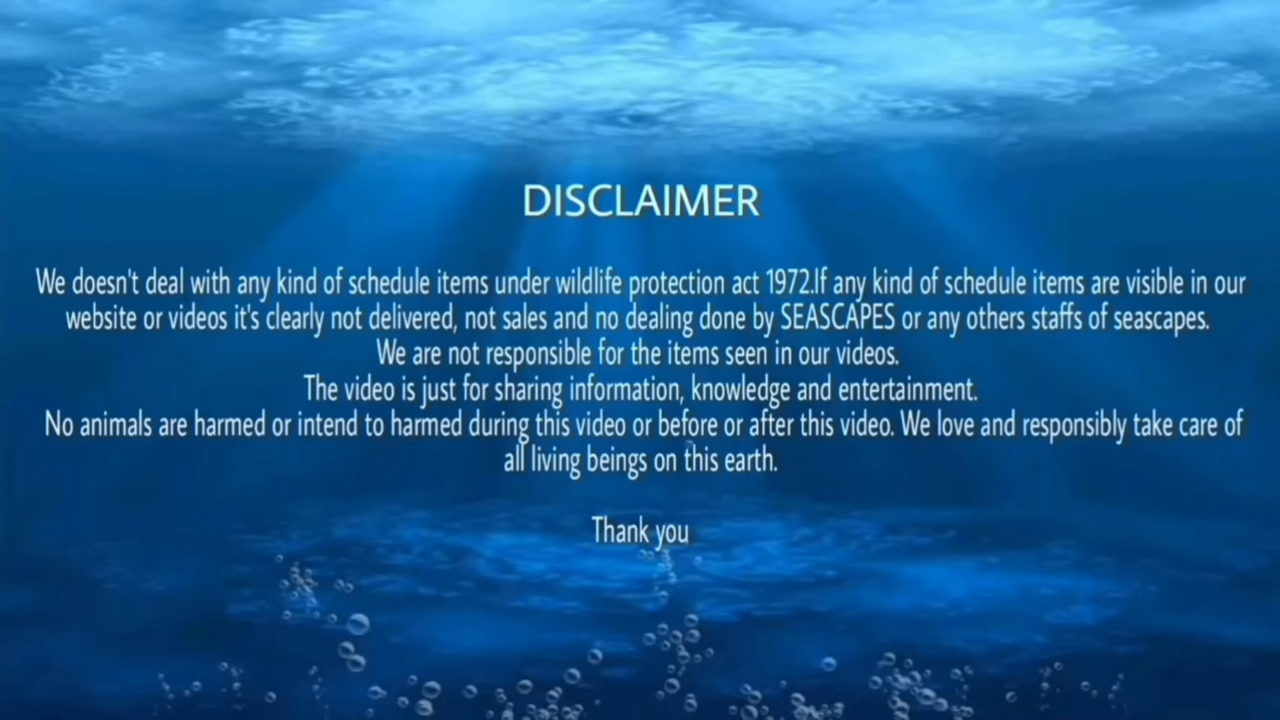 DISCLAIMER
We doesn't deal with any kind of schedule items under wildlife protection act 1972.If any kind of schedule items are visible in our
website or videos it's clearly not delivered, not sales and no dealing done by SEASCAPES or any others staffs of seascapes.
We are not responsible for the items seen in our videos.
The video is just for sharing information, knowledge and entertainment.
No animals are harmed or intend to harmed during this video or before or after this video. We love and responsibly take care of
all living beings on this earth.
Thank you